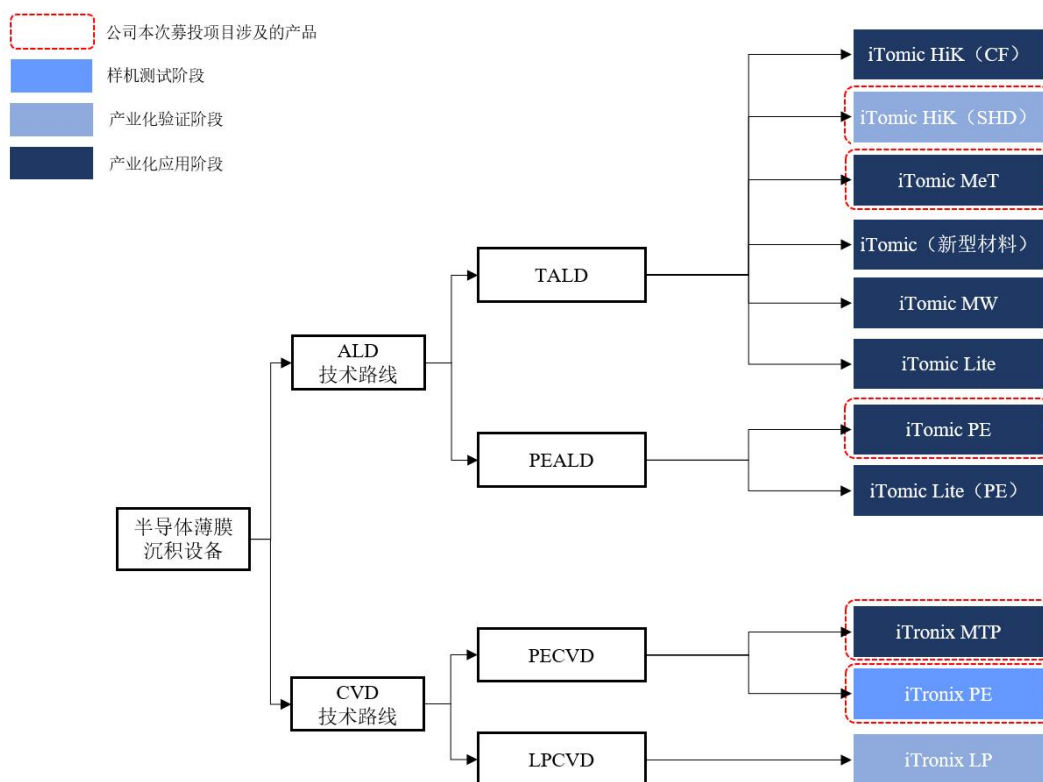 公司本次募投项目涉及的产品
样机测试阶段
产业化验证阶段
产业化应用阶段
iTomic HiK（CF）
iTomic HiK（SHD）
iTomic MeT
iTomic（新型材料）
iTomic MW
iTomic Lite
TALD
ALD
技术路线
iTomic PE
PEALD
iTomic Lite（PE）
半导体薄膜
沉积设备
iTronix MTP
PECVD
iTronix PE
CVD
技术路线
LPCVD
iTronix LP